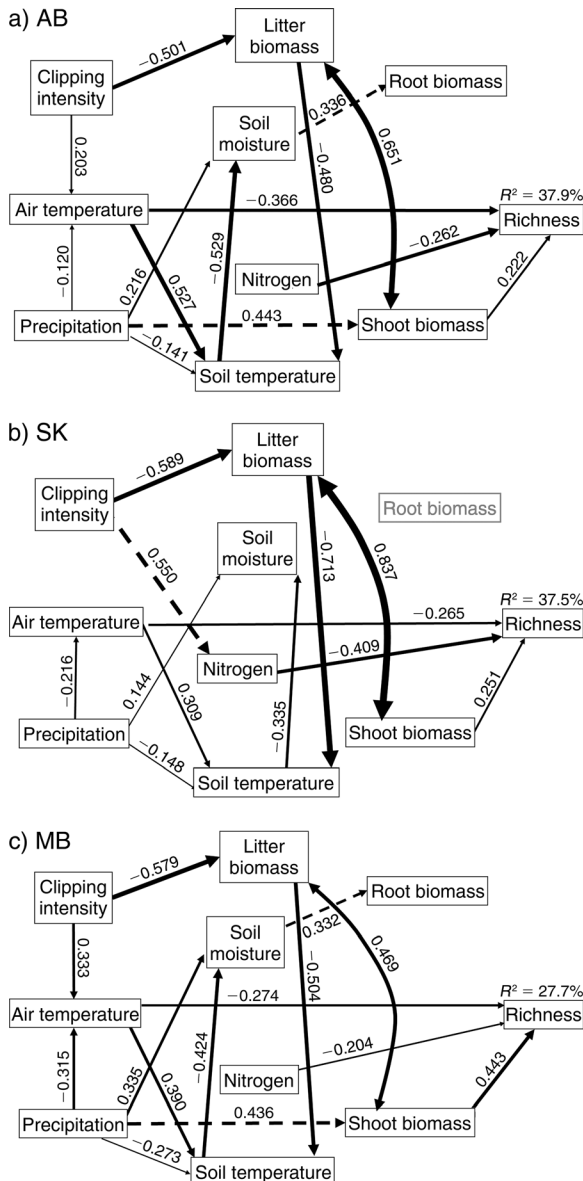 a) AB
Litter
biomass
−0.501
Clipping
intensity
Root biomass
0.336
Soil
moisture
0.651
0.203
−0.480
R² = 37.9%
Air temperature
−0.366
Richness
−0.262
−0.529
Nitrogen
−0.120
0.216
0.527
0.222
Precipitation
0.443
Shoot biomass
−0.141
Soil temperature
b) SK
Litter
biomass
−0.589
Clipping
intensity
Root biomass
Soil
moisture
0.550
−0.713
0.837
R² = 37.5%
Air temperature
−0.265
Richness
−0.409
Nitrogen
−0.216
0.144
0.309
−0.335
0.251
Precipitation
Shoot biomass
−0.148
Soil temperature
c) MB
Litter
biomass
−0.579
Clipping
intensity
Root biomass
0.332
Soil
moisture
0.469
0.333
−0.504
R² = 27.7%
Air temperature
−0.274
Richness
−0.204
−0.424
Nitrogen
−0.315
0.335
0.390
0.443
Precipitation
0.436
Shoot biomass
−0.273
Soil temperature